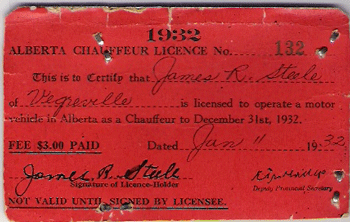 1932
ALBERTA CHAUFFEUR LICENCE No. 132
This is to Certify that James R. Steele
of Vegreville is licensed to operate a motor
vehicle in Alberta as a Chauffeur to December 31st, 1932.
FEE $3.00 PAID Dated Jan 11 1932
James R. Steele
Signature of Licence-Holder Deputy Provincial Secretary
NOT VALID UNTIL SIGNED BY LICENSEE.